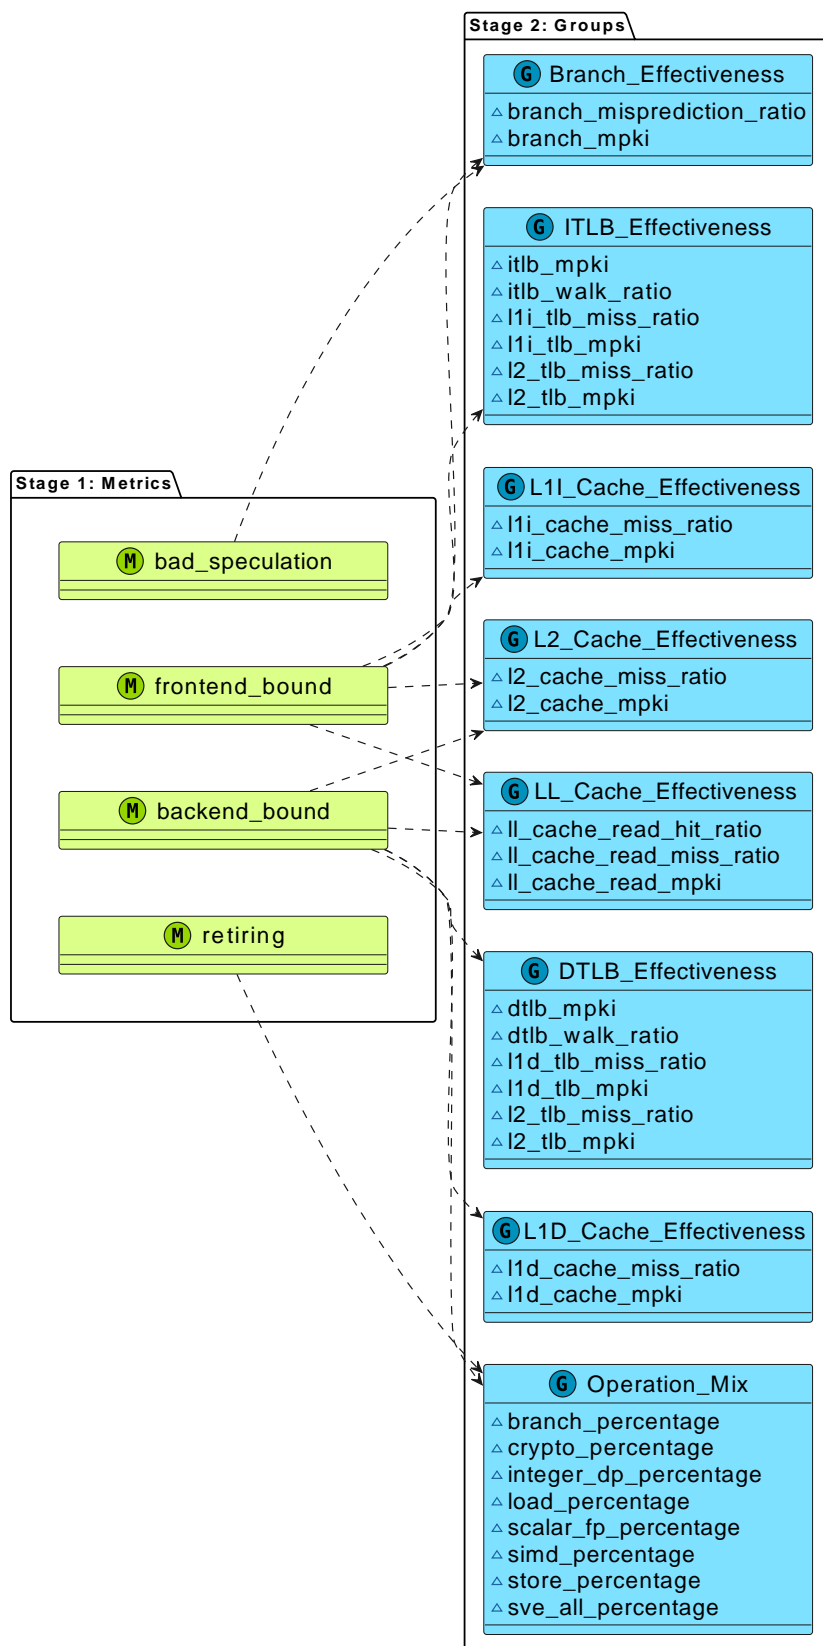 Stage 2: Groups
G Branch_Effectiveness
branch_misprediction_ratio
branch_mpki
G ITLB_Effectiveness
itlb_mpki
itlb_walk_ratio
l1i_tlb_miss_ratio
l1i_tlb_mpki
l2_tlb_miss_ratio
l2_tlb_mpki
G L1I_Cache_Effectiveness
l1i_cache_miss_ratio
l1i_cache_mpki
G L2_Cache_Effectiveness
l2_cache_miss_ratio
l2_cache_mpki
G LL_Cache_Effectiveness
ll_cache_read_hit_ratio
ll_cache_read_miss_ratio
ll_cache_read_mpki
G DTLB_Effectiveness
dtlb_mpki
dtlb_walk_ratio
l1d_tlb_miss_ratio
l1d_tlb_mpki
l2_tlb_miss_ratio
l2_tlb_mpki
G L1D_Cache_Effectiveness
l1d_cache_miss_ratio
l1d_cache_mpki
G Operation_Mix
branch_percentage
crypto_percentage
integer_dp_percentage
load_percentage
scalar_fp_percentage
simd_percentage
store_percentage
sve_all_percentage
Stage 1: Metrics
M bad_speculation
M frontend_bound
M backend_bound
M retiring